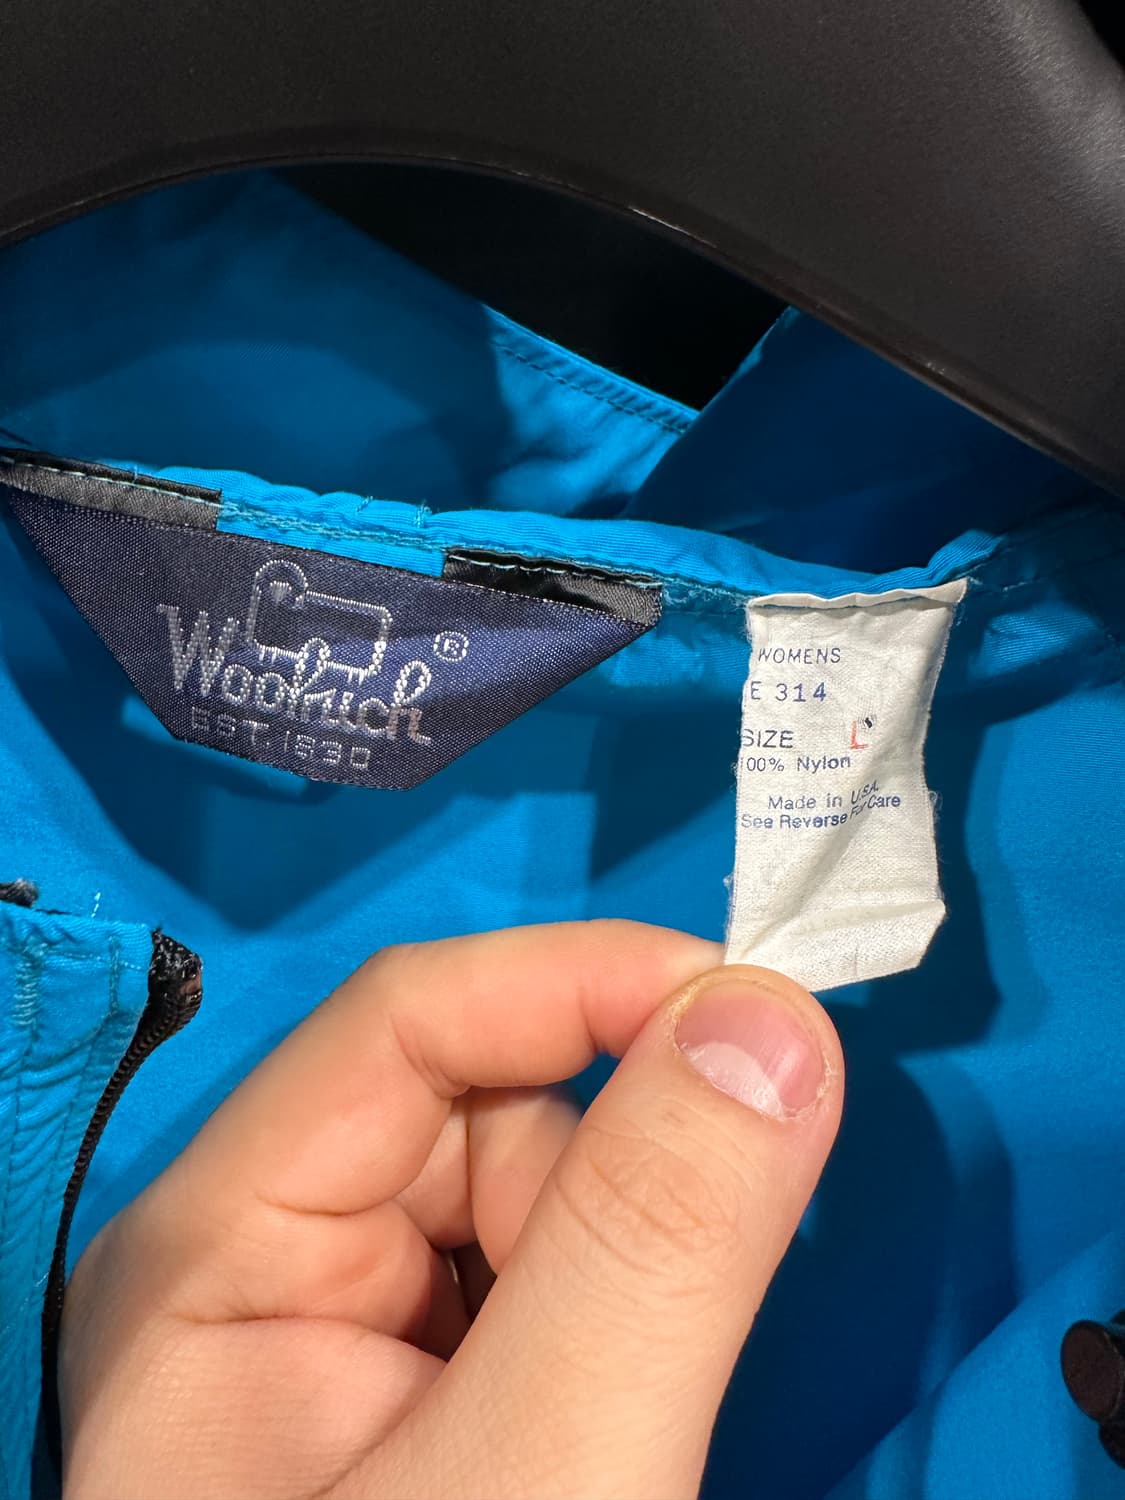 Woolrich®
EST. 1830
WOMENS
E 314
SIZE L
100% Nylon
Made in U.S.A.
See Reverse For Care